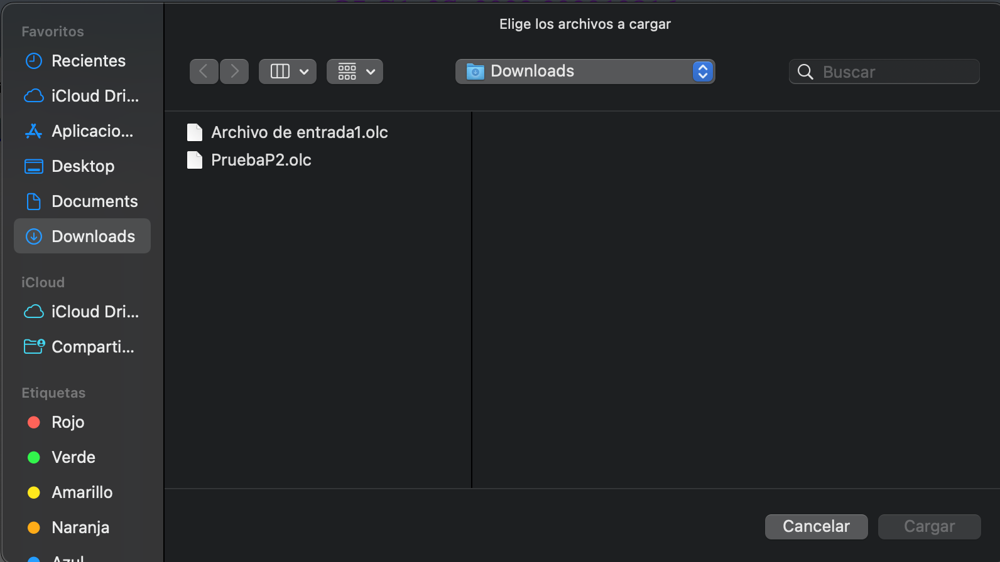 Elige los archivos a cargar
Favoritos
Recientes
iCloud Dri...
Aplicacio...
Desktop
Documents
Downloads
iCloud
iCloud Dri...
Comparti...
Etiquetas
Rojo
Verde
Amarillo
Naranja
Azul
Downloads
Buscar
Archivo de entrada1.olc
PruebaP2.olc
Cancelar
Cargar